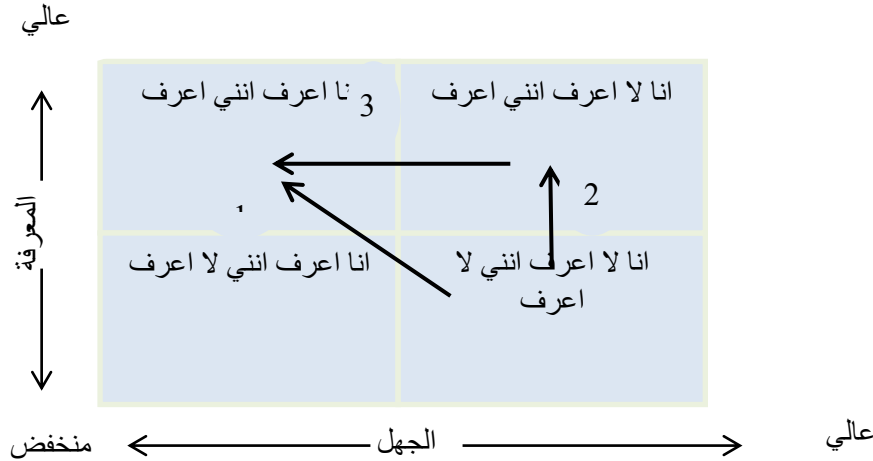 عالي
انا لا اعرف انني اعرف
نا اعرف انني اعرف
3
2
المعرفة
انا لا اعرف انني لا
اعرف
انا اعرف انني لا اعرف
عالي
الجهل
منخفض